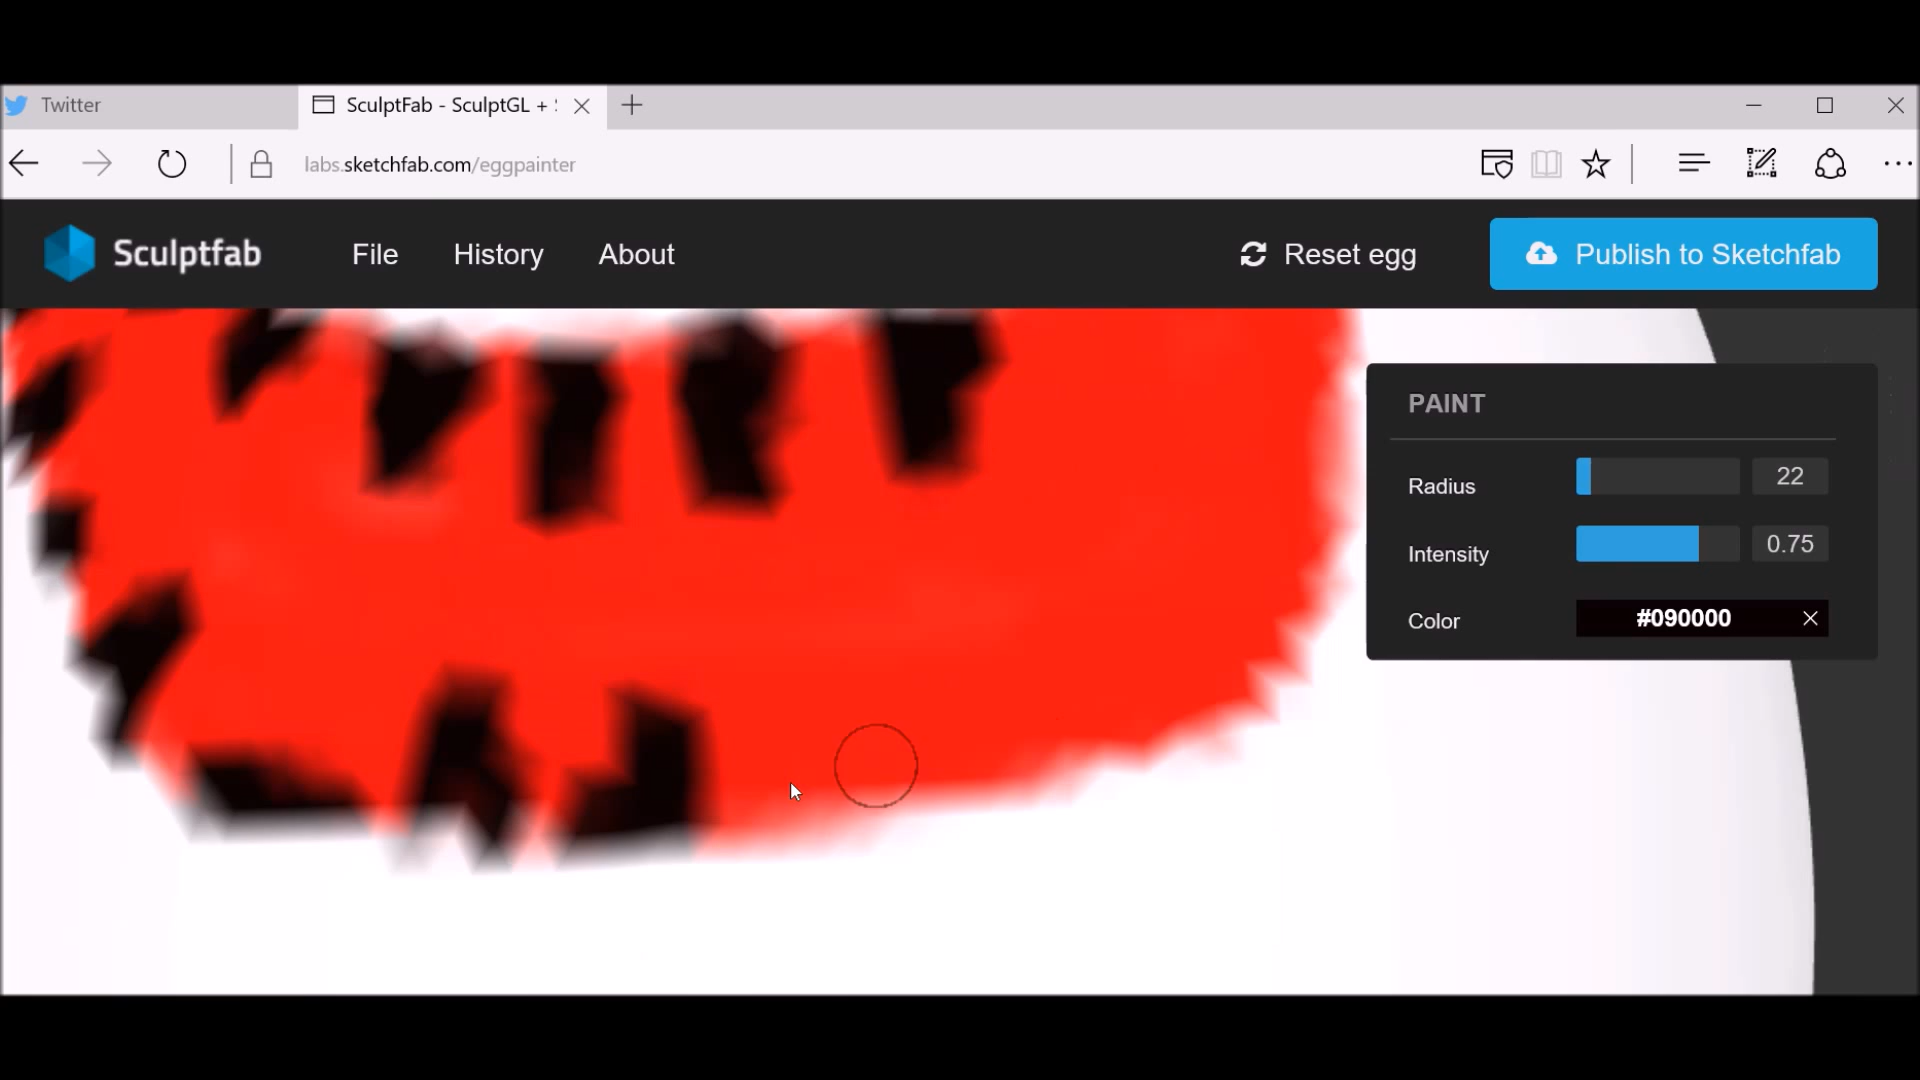 Twitter
SculptFab - SculptGL +
labs.sketchfab.com/eggpainter
Sculptfab
File
History
About
Reset egg
Publish to Sketchfab
PAINT
Radius
22
Intensity
0.75
Color
#090000